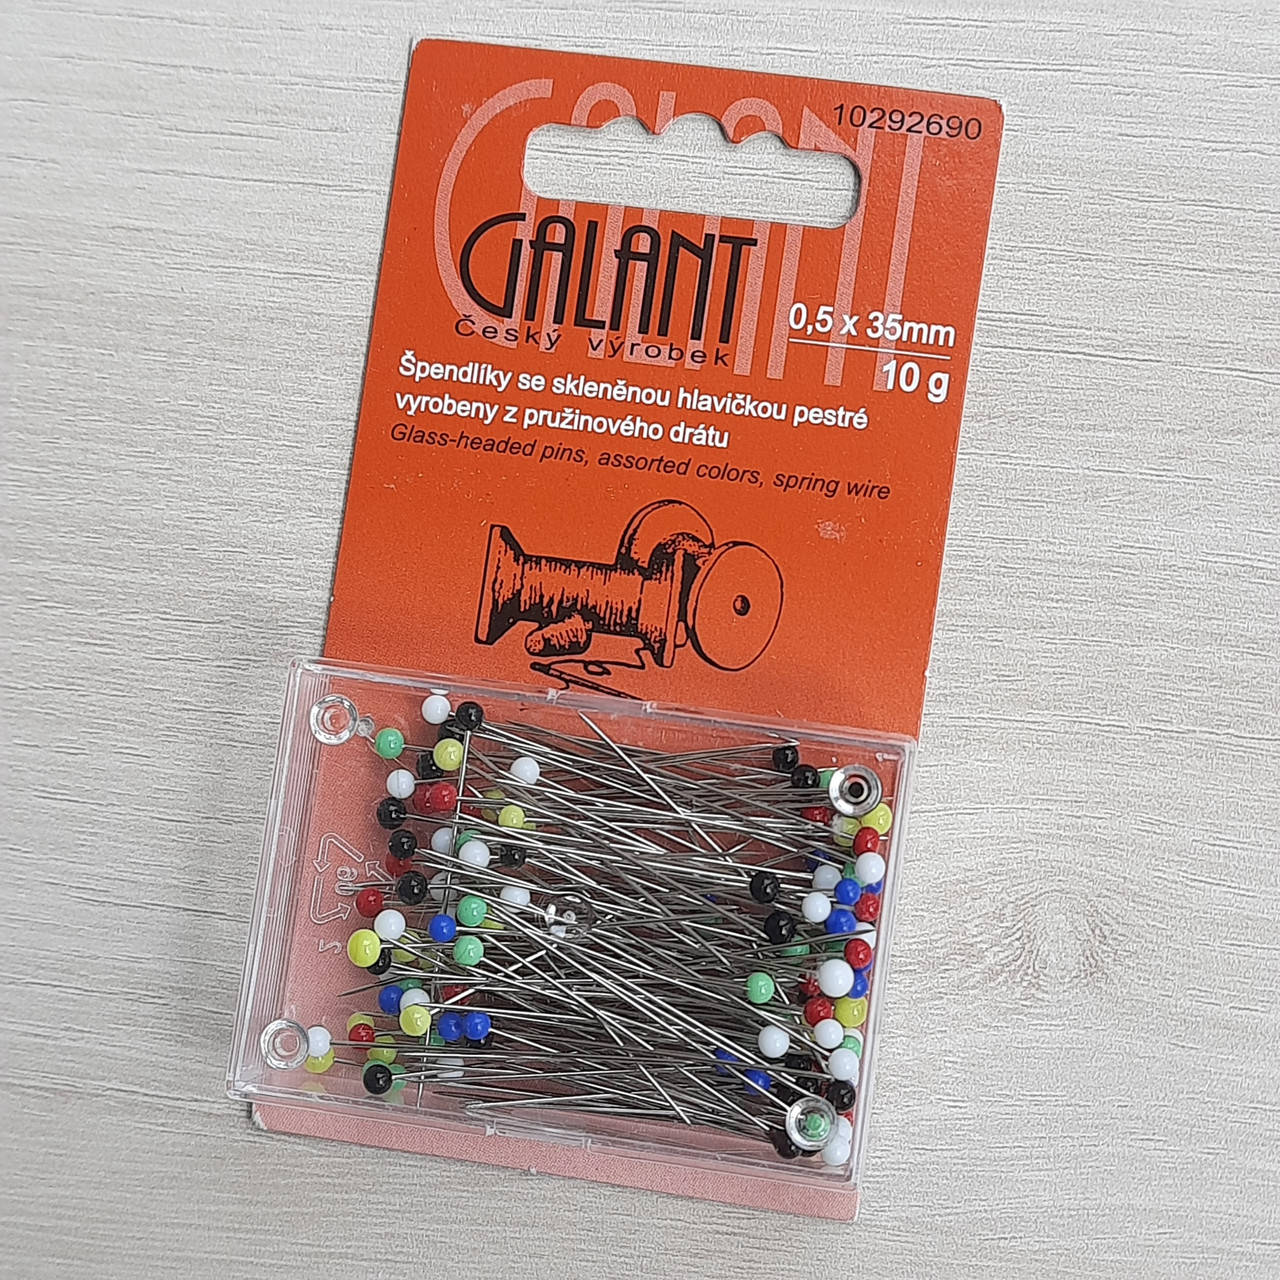 GALANT
10292690
GALANT
Český výrobek
0,5 x 35mm
10 g
Špendlíky se skleněnou hlavičkou pestré
vyrobeny z pružinového drátu
Glass-headed pins, assorted colors, spring wire